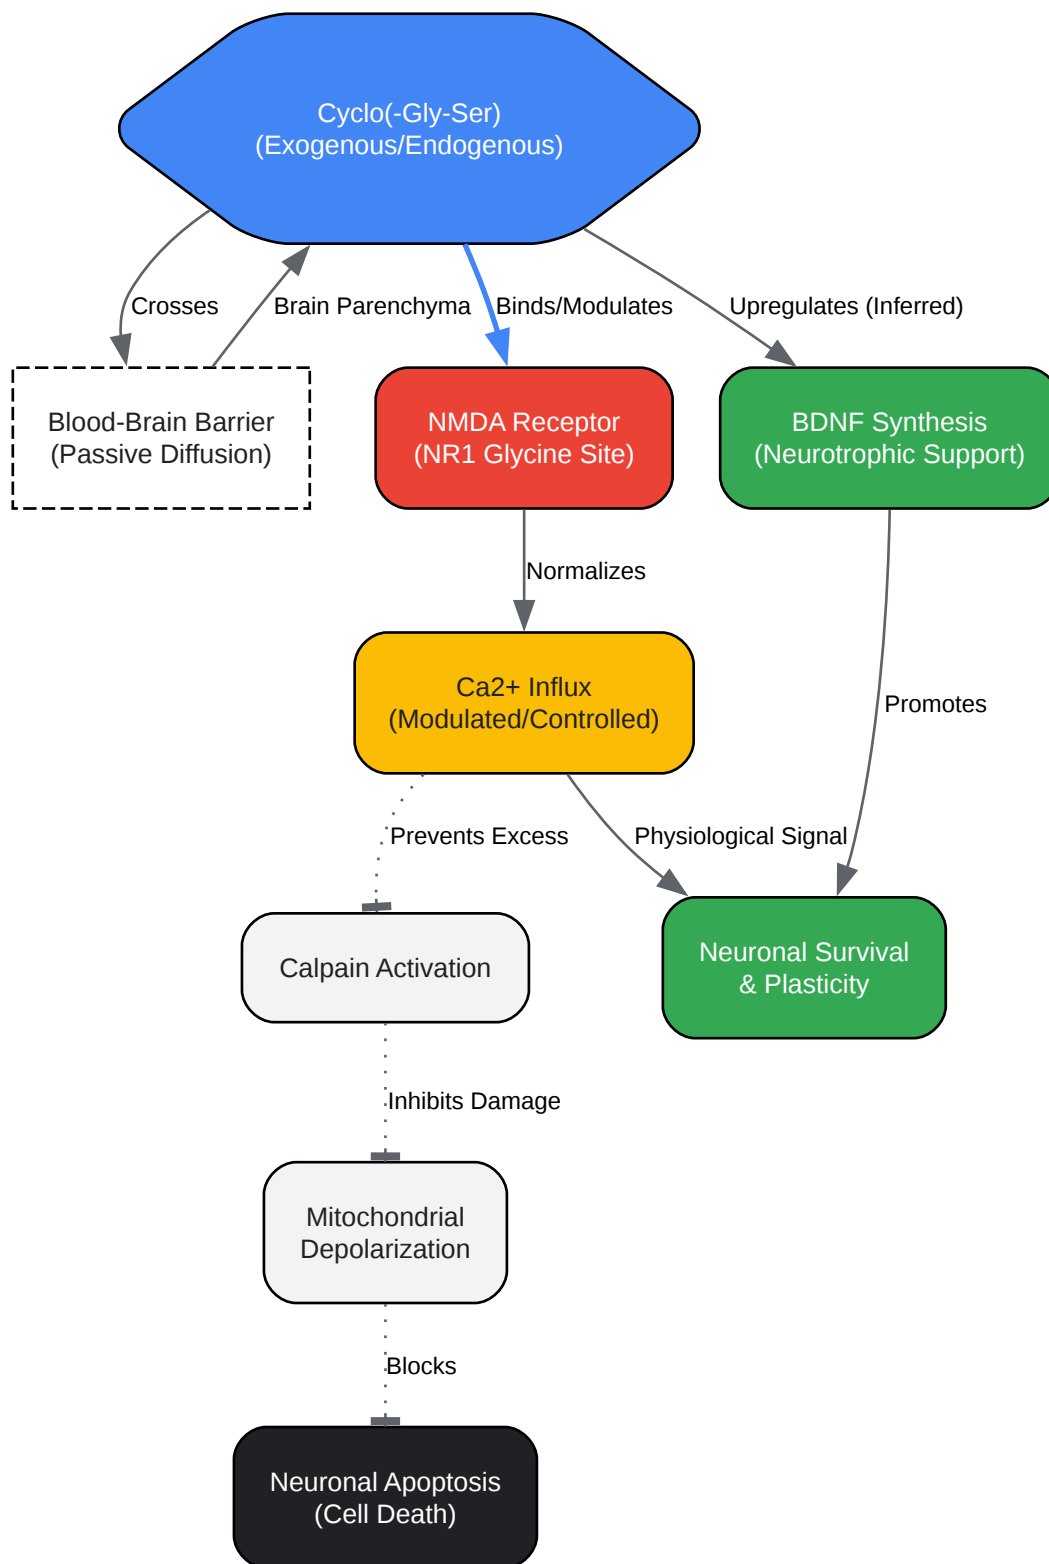 Cyclo(-Gly-Ser)
(Exogenous/Endogenous)
Crosses
Brain Parenchyma
Binds/Modulates
Upregulates (Inferred)
Blood-Brain Barrier
(Passive Diffusion)
NMDA Receptor
(NR1 Glycine Site)
BDNF Synthesis
(Neurotrophic Support)
Normalizes
Ca2+ Influx
(Modulated/Controlled)
Promotes
Prevents Excess
Physiological Signal
Calpain Activation
Neuronal Survival
& Plasticity
Inhibits Damage
Mitochondrial
Depolarization
Blocks
Neuronal Apoptosis
(Cell Death)